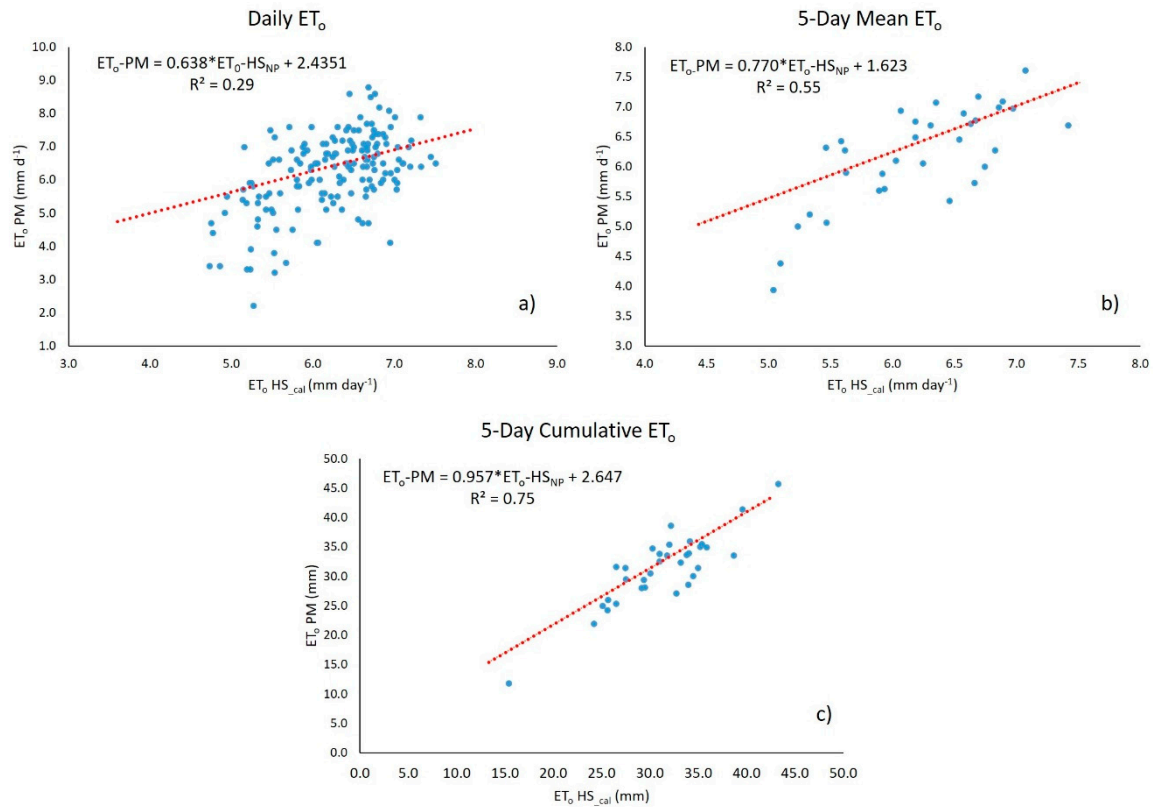 Daily ETₒ
ETₒ-PM = 0.638*ET₀-HS_NP + 2.4351
R² = 0.29
10.0
9.0
8.0
7.0
6.0
5.0
4.0
3.0
2.0
1.0
3.0 4.0 5.0 6.0 7.0 8.0 9.0
ETₒ PM (mm d⁻¹)
ETₒ HS_cal (mm day⁻¹)
a)
5-Day Mean ETₒ
ETₒ-PM = 0.770*ETₒ-HS_NP + 1.623
R² = 0.55
8.0
7.5
7.0
6.5
6.0
5.5
5.0
4.5
4.0
3.5
3.0
4.0 4.5 5.0 5.5 6.0 6.5 7.0 7.5 8.0
ETₒ PM (mm d⁻¹)
ETₒ HS_cal (mm day⁻¹)
b)
5-Day Cumulative ETₒ
ETₒ-PM = 0.957*ETₒ-HS_NP + 2.647
R² = 0.75
50.0
45.0
40.0
35.0
30.0
25.0
20.0
15.0
10.0
5.0
0.0
0.0 5.0 10.0 15.0 20.0 25.0 30.0 35.0 40.0 45.0 50.0
ETₒ PM (mm)
ETₒ HS_cal (mm)
c)